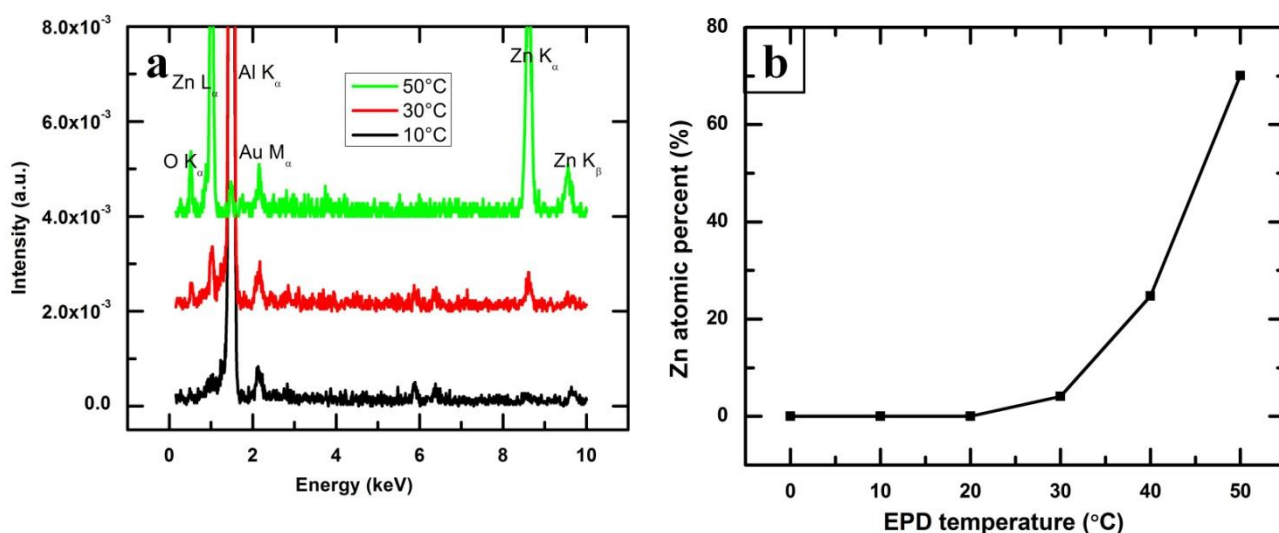 a
8.0x10⁻³
6.0x10⁻³
4.0x10⁻³
2.0x10⁻³
0.0
Intensity (a.u.)
Zn Lα
Al Kα
Zn Kα
50°C
30°C
10°C
O Kα
Au Mα
Zn Kβ
0 2 4 6 8 10
Energy (keV)
b
80
60
40
20
0
Zn atomic percent (%)
0 10 20 30 40 50
EPD temperature (°C)